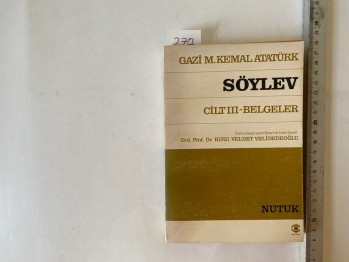 270
GAZİ M. KEMAL ATATÜRK
SÖYLEV
CİLT III-BELGELER
Ord. Prof. Dr. HIFZI VELDET VELİDEDEOĞLU
NUTUK